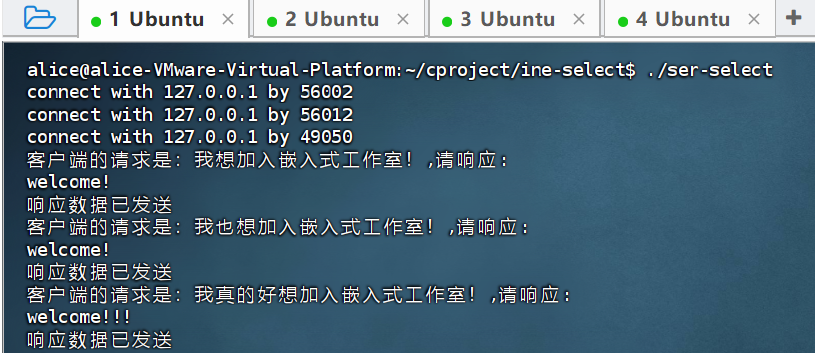 1 Ubuntu × 2 Ubuntu × 3 Ubuntu × 4 Ubuntu × +
alice@alice-VMware-Virtual-Platform:~/cproject/ine-select$ ./ser-select
connect with 127.0.0.1 by 56002
connect with 127.0.0.1 by 56012
connect with 127.0.0.1 by 49050
客户端的请求是: 我想加入嵌入式工作室! ,请响应:
welcome!
响应数据已发送
客户端的请求是: 我也想加入嵌入式工作室! ,请响应:
welcome!
响应数据已发送
客户端的请求是: 我真的好想加入嵌入式工作室! ,请响应:
welcome!!!
响应数据已发送